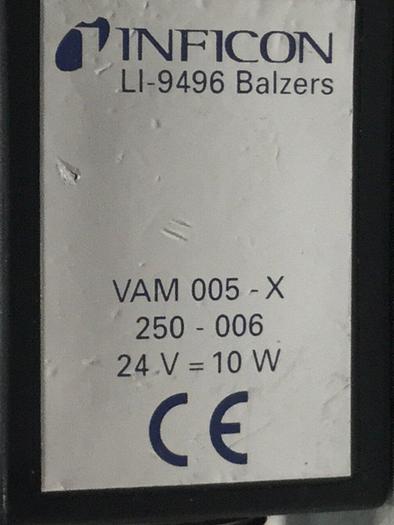 INFICON
LI-9496 Balzers
VAM 005 - X
250 - 006
24 V = 10 W
CE